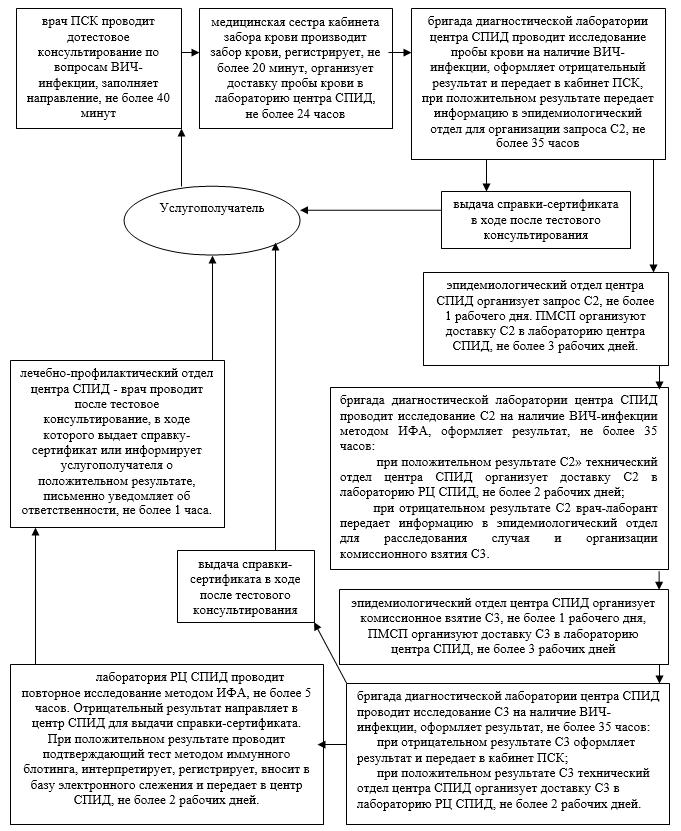 врач ПСК проводит
дотестовое
консультирование по
вопросам ВИЧ-
инфекции, заполняет
направление, не более 40
минут
медицинская сестра кабинета
забора крови производит
забор крови, регистрирует, не
более 20 минут, организует
доставку пробы крови в
лабораторию центра СПИД,
не более 24 часов
бригада диагностической лаборатории
центра СПИД проводит исследование
пробы крови на наличие ВИЧ-
инфекции, оформляет отрицательный
результат и передает в кабинет ПСК,
при положительном результате передает
информацию в эпидемиологический
отдел для организации запроса С2, не
более 35 часов
Услугополучатель
выдача справки-сертификата
в ходе после тестового
консультирования
эпидемиологический отдел центра
СПИД организует запрос С2, не более
1 рабочего дня. ПМСП организуют
доставку С2 в лабораторию центра
СПИД, не более 3 рабочих дней.
лечебно-профилактический отдел
центра СПИД - врач проводит
после тестовое
консультирование, в ходе
которого выдает справку-
сертификат или информирует
услугополучателя о
положительном результате,
письменно уведомляет об
ответственности, не более 1 часа.
бригада диагностической лаборатории центра СПИД
проводит исследование С2 на наличие ВИЧ-инфекции
методом ИФА, оформляет результат, не более 35
часов:
при положительном результате С2» технический
отдел центра СПИД организует доставку С2 в
лабораторию РЦ СПИД, не более 2 рабочих дней;
при отрицательном результате С2 врач-лаборант
передает информацию в эпидемиологический отдел
для расследования случая и организации
комиссионного взятия С3.
выдача справки-
сертификата в ходе
после тестового
консультирования
эпидемиологический отдел центра СПИД организует
комиссионное взятие С3, не более 1 рабочего дня,
ПМСП организуют доставку С3 в лабораторию
центра СПИД, не более 3 рабочих дней
лаборатория РЦ СПИД проводит
повторное исследование методом ИФА, не более 5
часов. Отрицательный результат направляет в
центр СПИД для выдачи справки-сертификата.
При положительном результате проводит
подтверждающий тест методом иммунного
блотинга, интерпретирует, регистрирует, вносит в
базу электронного слежения и передает в центр
СПИД, не более 2 рабочих дней.
бригада диагностической лаборатории центра СПИД
проводит исследование С3 на наличие ВИЧ-
инфекции, оформляет результат, не более 35 часов:
при отрицательном результате С3 оформляет
результат и передает в кабинет ПСК;
при положительном результате С3 технический
отдел центра СПИД организует доставку С3 в
лабораторию РЦ СПИД, не более 2 рабочих дней.